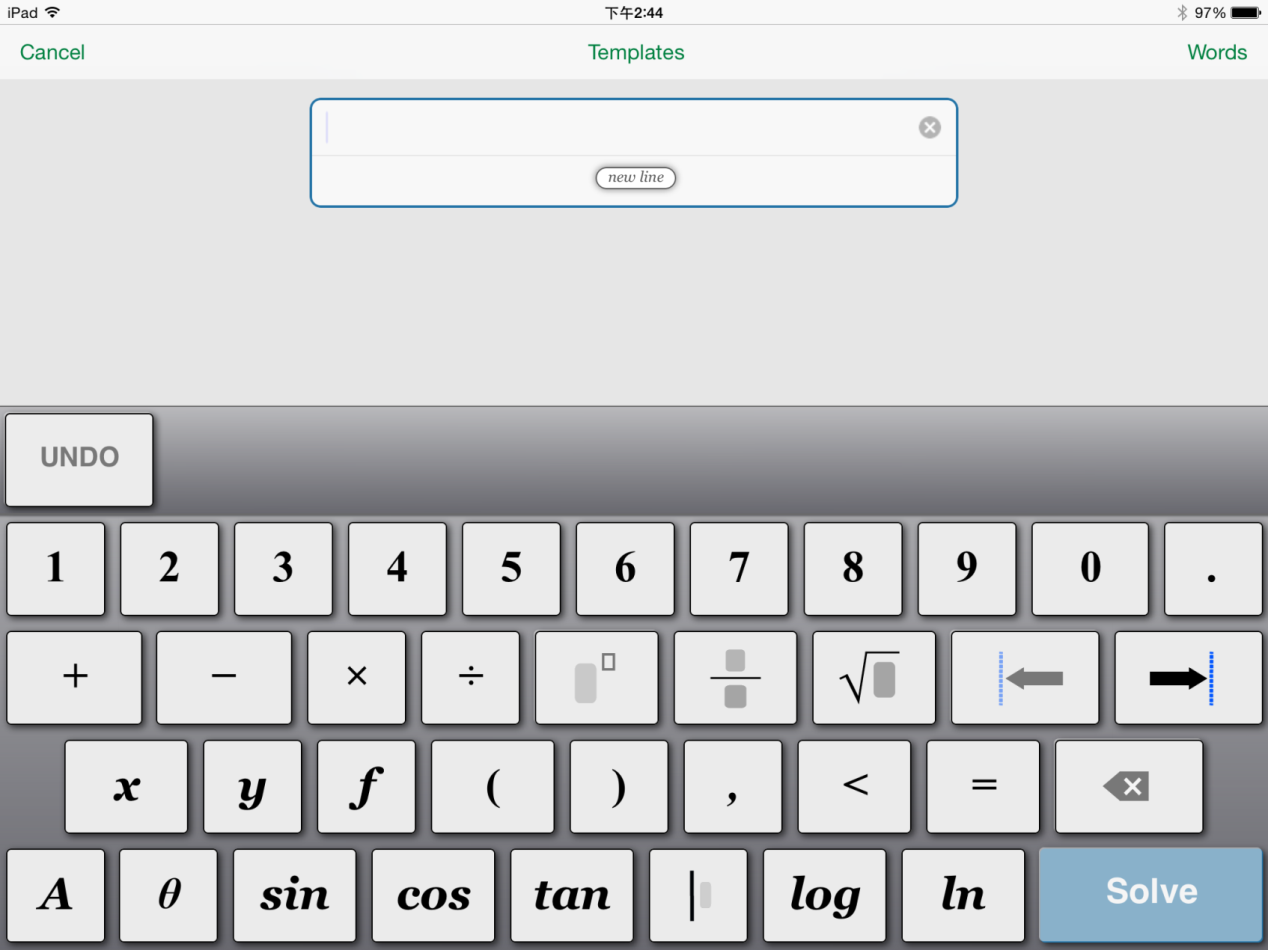 iPad 下午2:44 97%
Cancel Templates Words
new line
UNDO
1 2 3 4 5 6 7 8 9 0 .
+ − × ÷ √
x y f ( ) , < =
A θ sin cos tan | log ln Solve